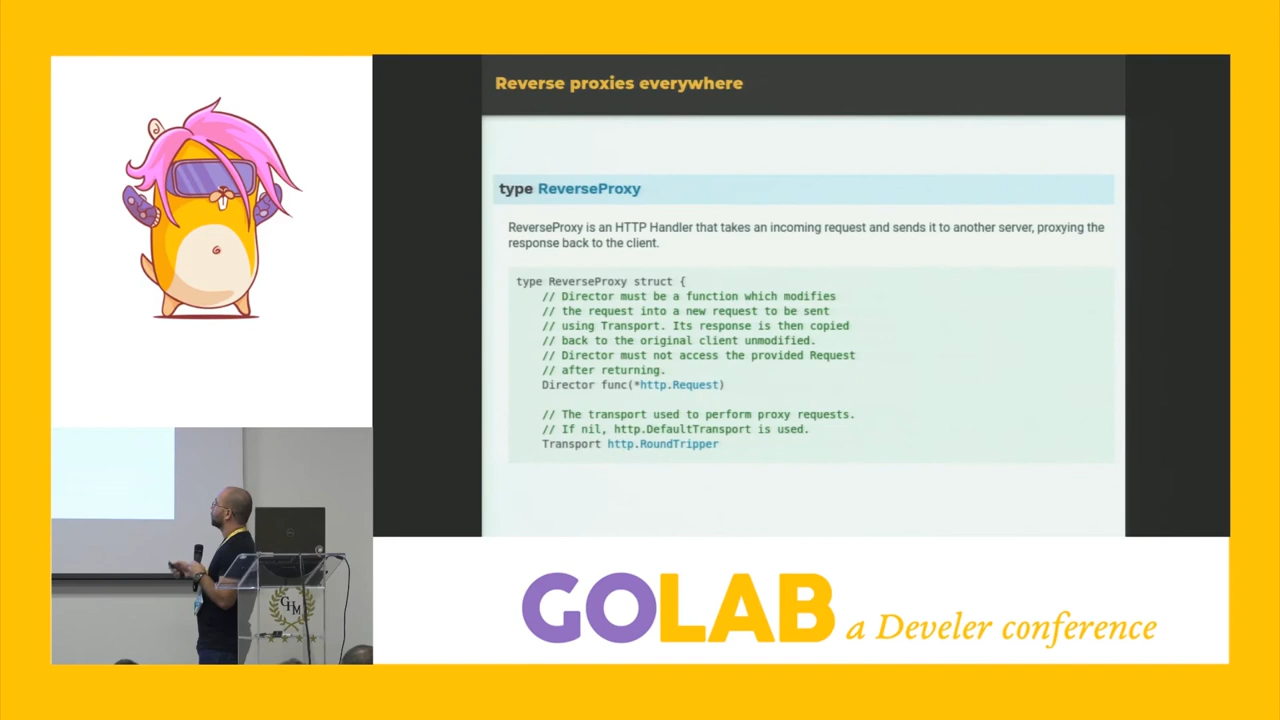 Reverse proxies everywhere
type ReverseProxy
ReverseProxy is an HTTP Handler that takes an incoming request and sends it to another server, proxying the
response back to the client.
type ReverseProxy struct {
// Director must be a function which modifies
// the request into a new request to be sent
// using Transport. Its response is then copied
// back to the original client unmodified.
// Director must not access the provided Request
// after returning.
Director func(*http.Request)
// The transport used to perform proxy requests.
// If nil, http.DefaultTransport is used.
Transport http.RoundTripper
GHM
GOLAB a Develer conference